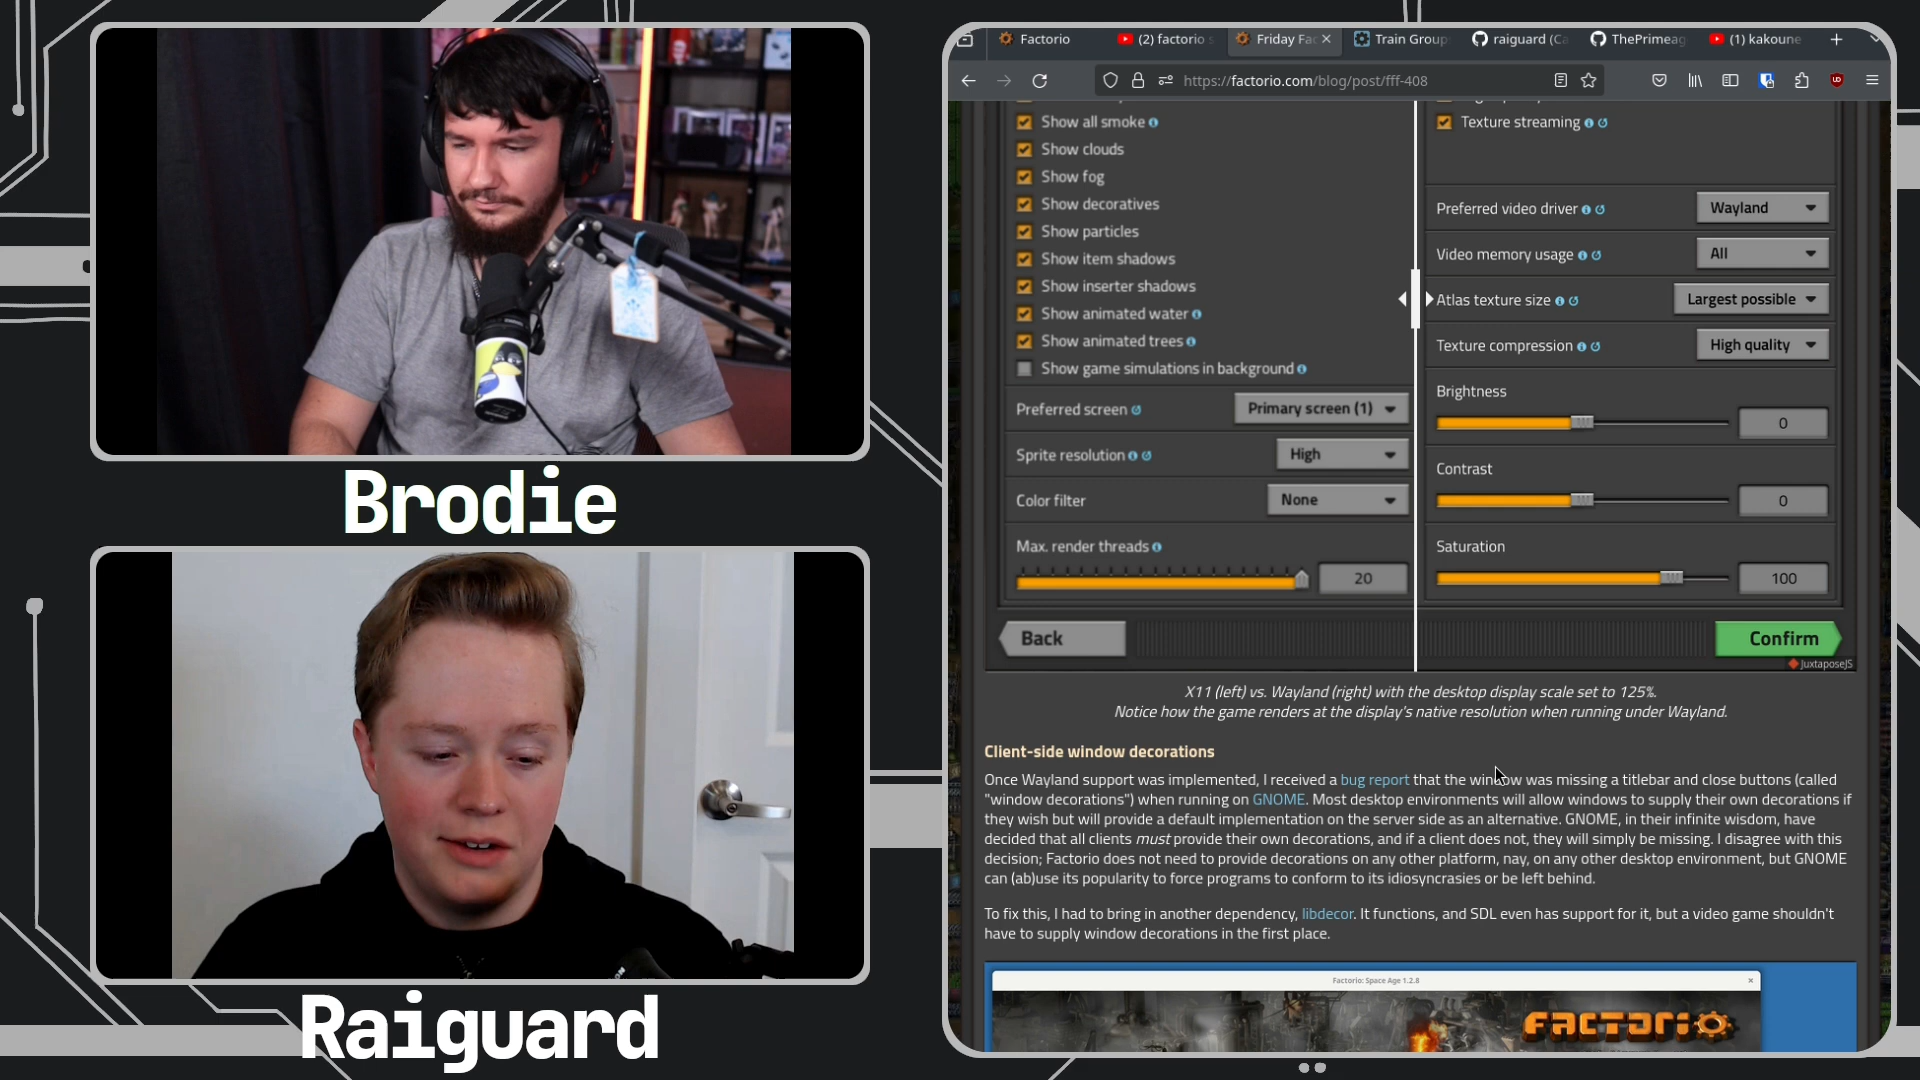 Brodie
Raiguard
Factorio
(2) factorio s
Friday Fac
Train Group
raiguard (Ca
ThePrimeag
(1) kakoune
https://factorio.com/blog/post/fff-408
Show all smoke
Show clouds
Show fog
Show decoratives
Show particles
Show item shadows
Show inserter shadows
Show animated water
Show animated trees
Show game simulations in background
Preferred screen Primary screen (1)
Sprite resolution High
Color filter None
Max. render threads
20
Texture streaming
Preferred video driver Wayland
Video memory usage All
Atlas texture size Largest possible
Texture compression High quality
Brightness
0
Contrast
0
Saturation
100
Back
Confirm
JuxtaposeJS
X11 (left) vs. Wayland (right) with the desktop display scale set to 125%.
Notice how the game renders at the display's native resolution when running under Wayland.
Client-side window decorations
Once Wayland support was implemented, I received a bug report that the window was missing a titlebar and close buttons (called
"window decorations") when running on GNOME. Most desktop environments will allow windows to supply their own decorations if
they wish but will provide a default implementation on the server side as an alternative. GNOME, in their infinite wisdom, have
decided that all clients must provide their own decorations, and if a client does not, they will simply be missing. I disagree with this
decision; Factorio does not need to provide decorations on any other platform, nay, on any other desktop environment, but GNOME
can (ab)use its popularity to force programs to conform to its idiosyncrasies or be left behind.
To fix this, I had to bring in another dependency, libdecor. It functions, and SDL even has support for it, but a video game shouldn't
have to supply window decorations in the first place.
Factorio: Space Age 1.2.8
FACTORIO